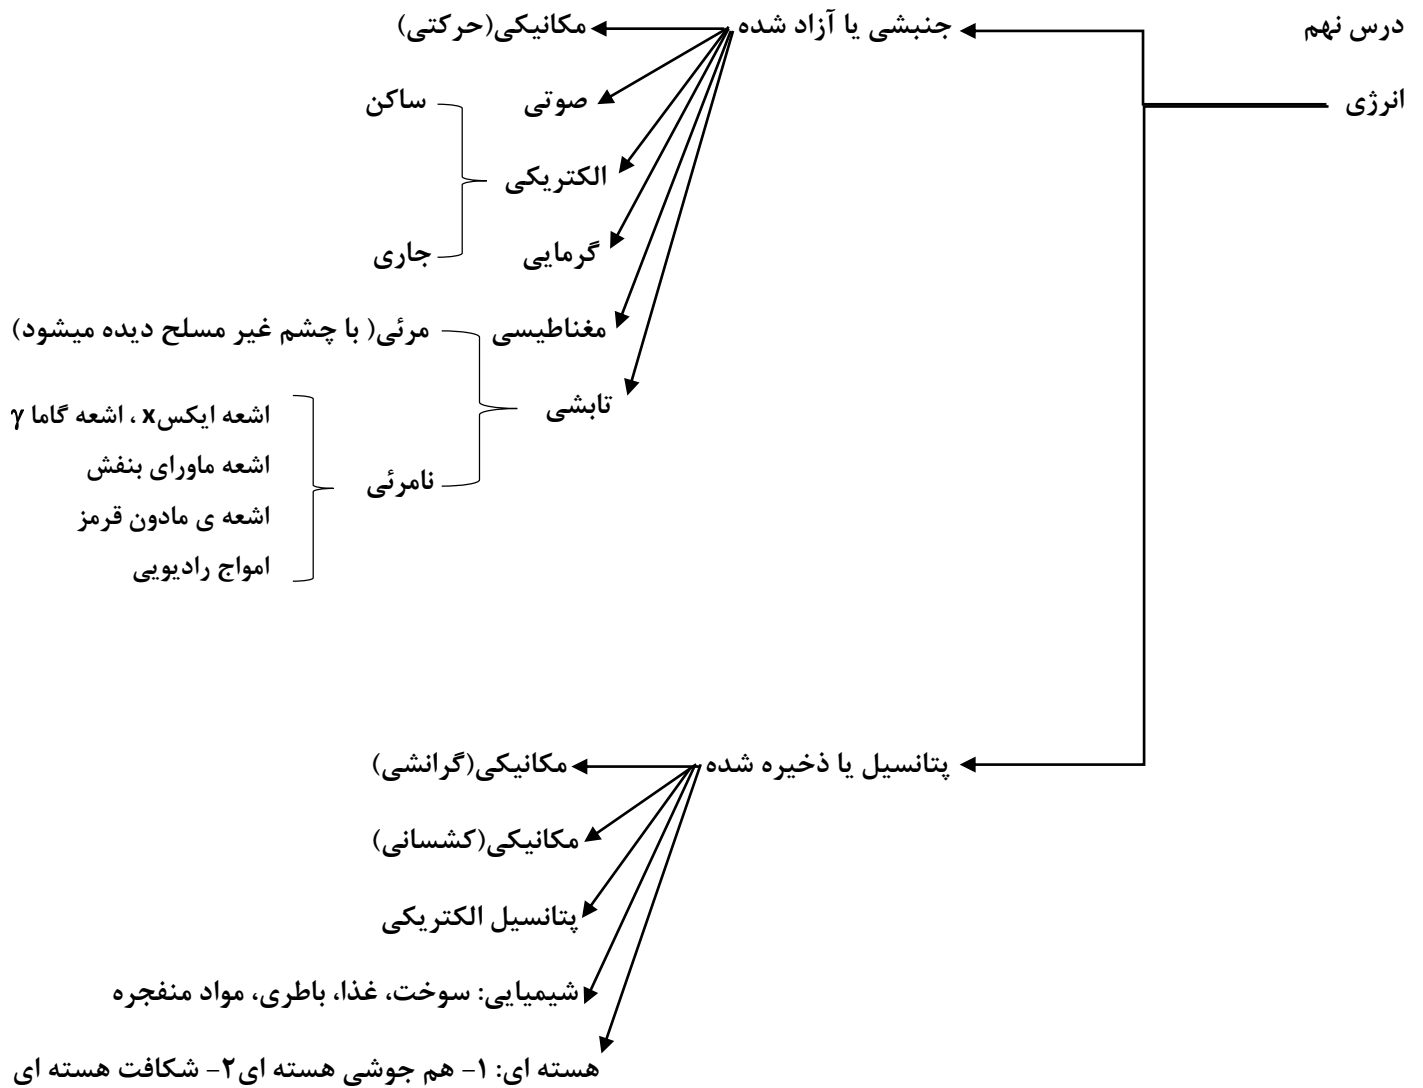 درس نهم
جنبشی یا آزاد شده
مکانیکی(حرکتی)
انرژی
صوتی
ساکن
الکتریکی
گرمایی
جاری
مغناطیسی
مرئی( با چشم غیر مسلح دیده میشود)
تابشی
اشعه ایکسx ، اشعه گاما γ
اشعه ماورای بنفش
نامرئی
اشعه ی مادون قرمز
امواج رادیویی
پتانسیل یا ذخیره شده
مکانیکی(گرانشی)
مکانیکی(کشسانی)
پتانسیل الکتریکی
شیمیایی: سوخت، غذا، باطری، مواد منفجره
هسته ای: ۱- هم جوشی هسته ای۲- شکافت هسته ای